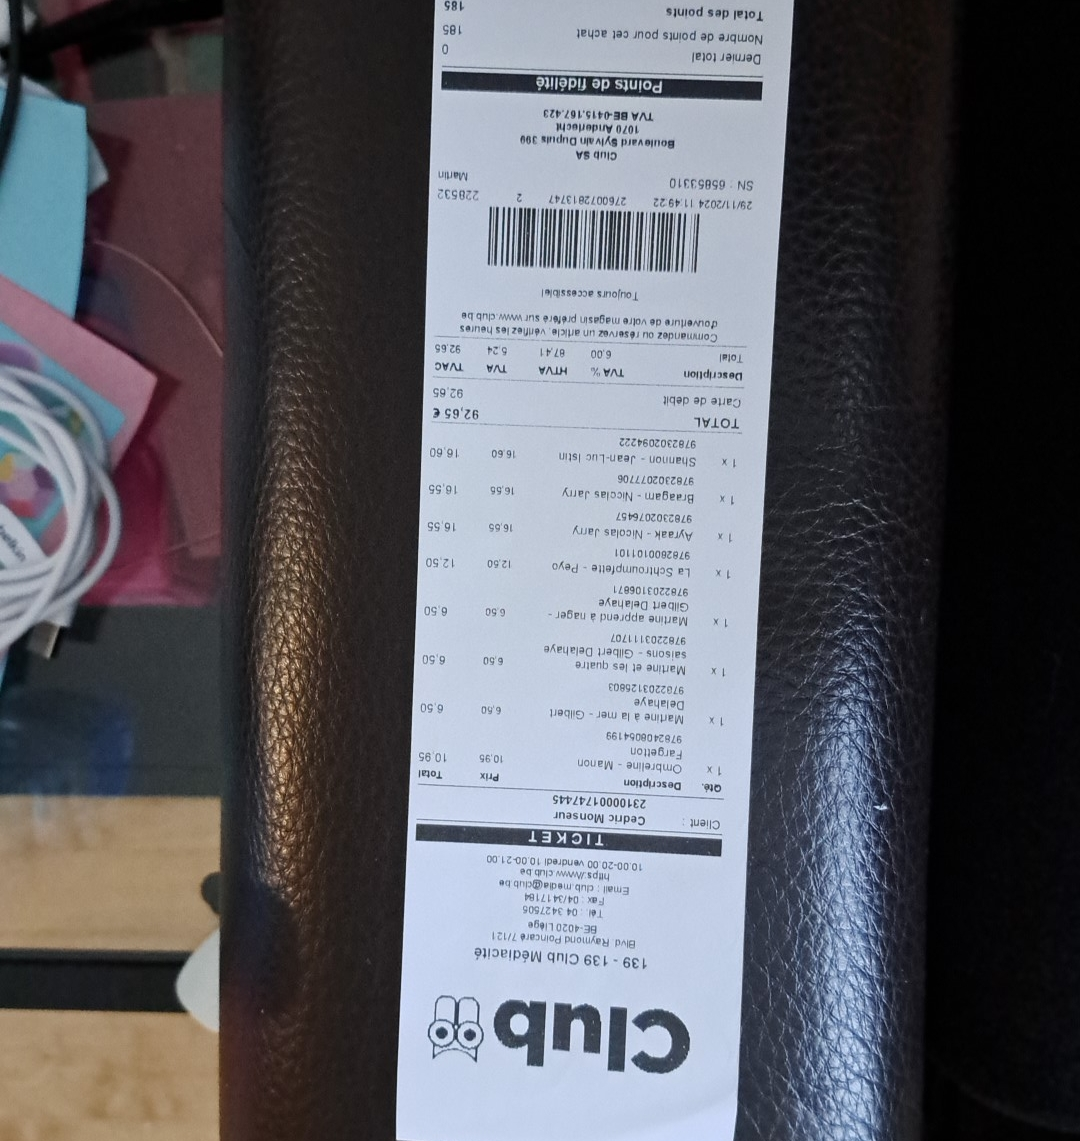 Club
139 - 139 Club Médiacité
Blvd Raymond Poincaré 7/121
BE-4020 Liège
Tél. : 04 3427505
Fax : 04/3417184
Email : club.media@club.be
https://www.club.be
10.00-20.00 vendredi 10.00-21.00
TICKET
Client : Cedric Monseur
23100001747445
Qté. Description Prix Total
1 x Ombreline - Manon 10,95 10,95
Fargetton
9782408054199
1 x Martine à la mer - Gilbert 6,50 6,50
Delahaye
9782203125803
1 x Martine et les quatre 6,50 6,50
saisons - Gilbert Delahaye
9782203111707
1 x Martine apprend à nager - 6,50 6,50
Gilbert Delahaye
9782203106871
1 x La Schtroumpfette - Peyo 12,50 12,50
9782800101101
1 x Ayraak - Nicolas Jarry 16,55 16,55
9782302076457
1 x Braagam - Nicolas Jarry 16,55 16,55
9782302077706
1 x Shannon - Jean-Luc Istin 16,60 16,60
9782302094222
TOTAL 92,65 €
Carte de debit 92,65
Description TVA % HTVA TVA TVAC
Total 6,00 87,41 5,24 92,65
Commandez ou réservez un article, vérifiez les heures
d'ouverture de votre magasin préféré sur www.club.be
Toujours accessible!
29/11/2024 11:49:22 2760072813747 2 228532
SN : 65853310 Martin
Club SA
Boulevard Sylvain Dupuis 399
1070 Anderlecht
TVA BE-0415.167.423
Points de fidélité
Dernier total 0
Nombre de points pour cet achat 185
Total des points 185
belkin